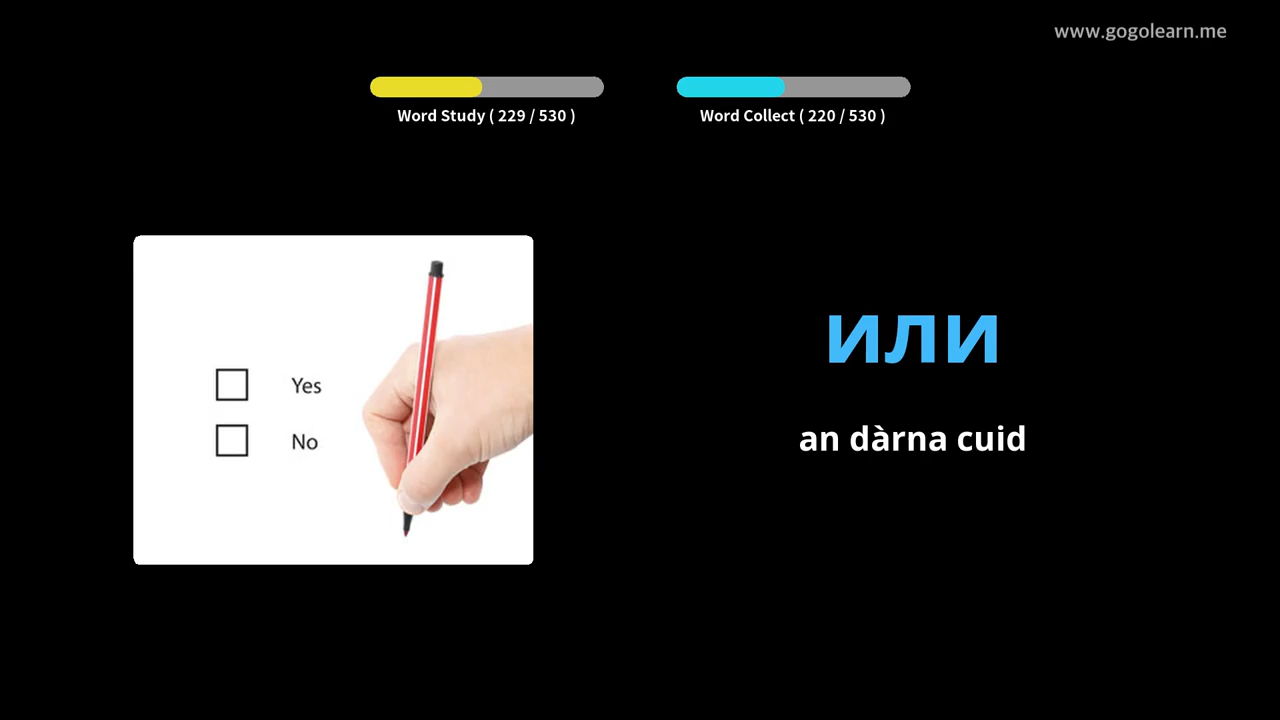 www.gogolearn.me
Word Study ( 229 / 530 )
Word Collect ( 220 / 530 )
Yes
No
или
an dàrna cuid